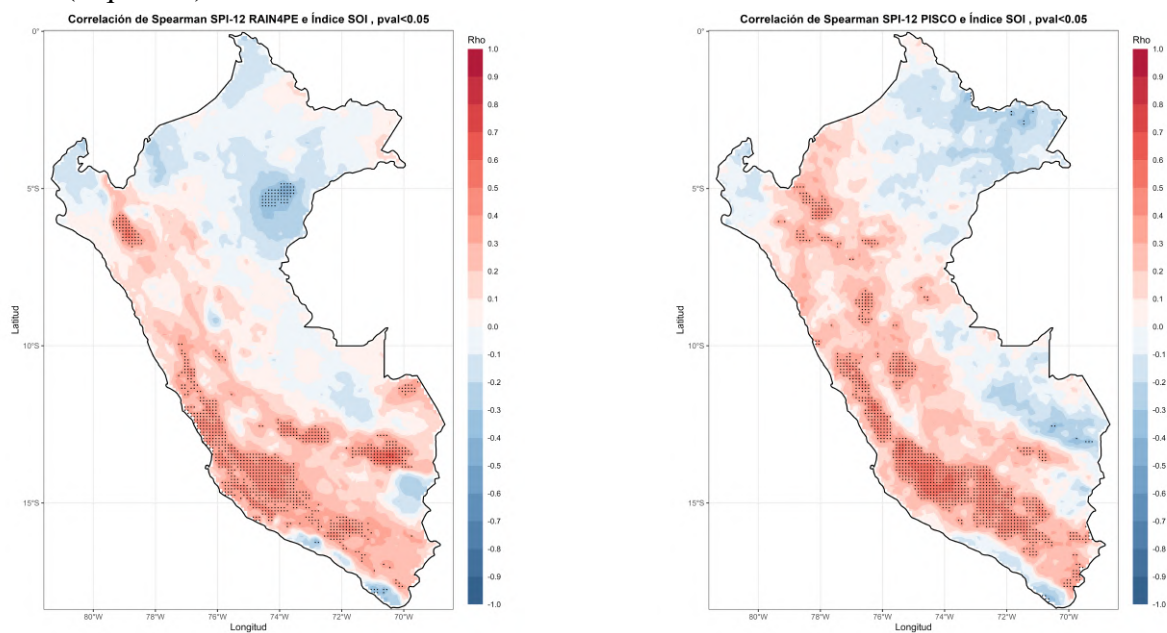 Correlación de Spearman SPI-12 RAIN4PE e Índice SOI , pval<0.05
0°
5°S
10°S
15°S
Latitud
80°W 78°W 76°W 74°W 72°W 70°W
Longitud
Rho
1.0
0.9
0.8
0.7
0.6
0.5
0.4
0.3
0.2
0.1
0.0
-0.1
-0.2
-0.3
-0.4
-0.5
-0.6
-0.7
-0.8
-0.9
-1.0
Correlación de Spearman SPI-12 PISCO e Índice SOI , pval<0.05
0°
5°S
10°S
15°S
Latitud
80°W 78°W 76°W 74°W 72°W 70°W
Longitud
Rho
1.0
0.9
0.8
0.7
0.6
0.5
0.4
0.3
0.2
0.1
0.0
-0.1
-0.2
-0.3
-0.4
-0.5
-0.6
-0.7
-0.8
-0.9
-1.0